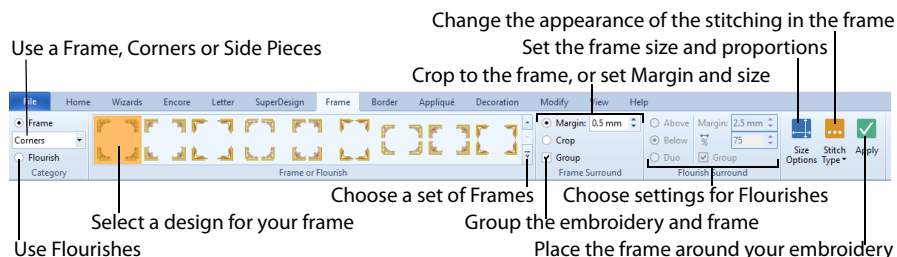 Change the appearance of the stitching in the frame
Use a Frame, Corners or Side Pieces
Set the frame size and proportions
Crop to the frame, or set Margin and size
File Home Wizards Encore Letter SuperDesign Frame Border Appliqué Decoration Modify View Help
Frame
Corners
Flourish
Category
Frame or Flourish
Margin: 0.5 mm
Crop
Group
Frame Surround
Above Margin: 2.5 mm
Below 75
Duo Group
Flourish Surround
Size Options
Stitch Type
Apply
Choose a set of Frames
Choose settings for Flourishes
Select a design for your frame
Group the embroidery and frame
Use Flourishes
Place the frame around your embroidery